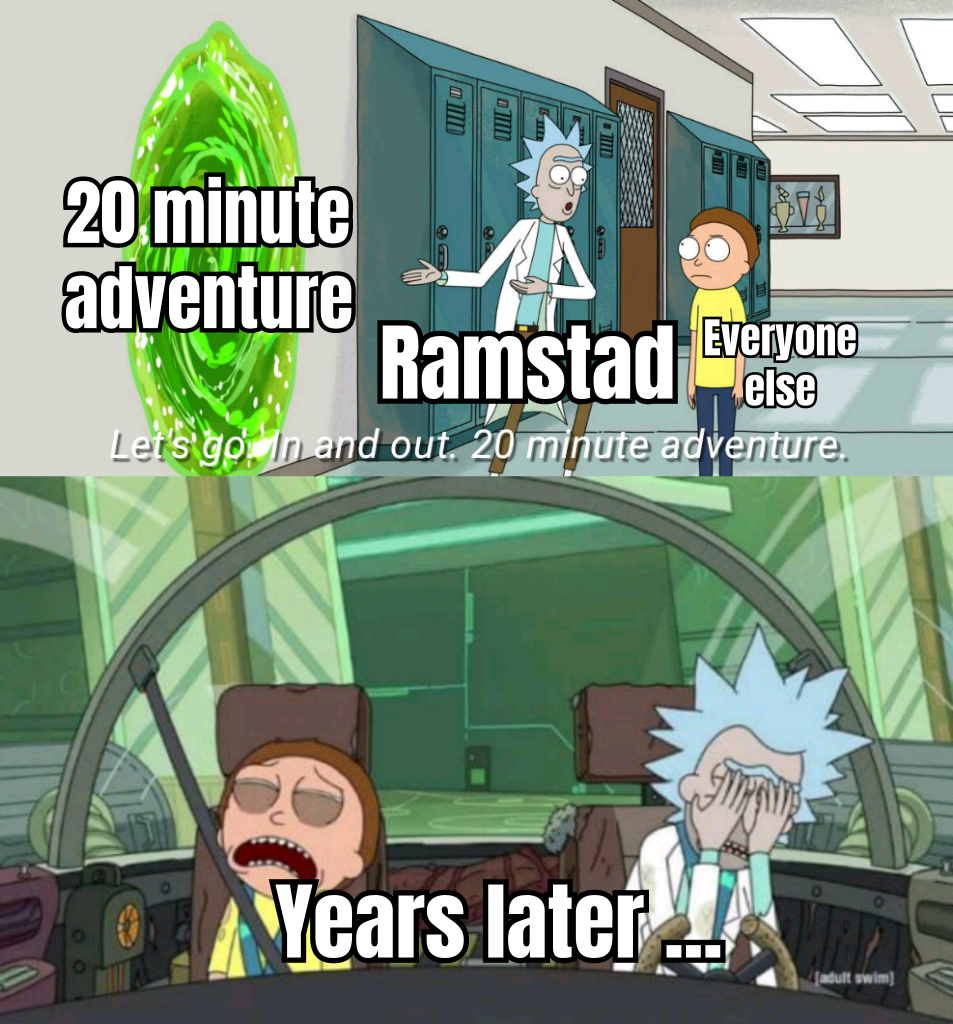 20 minute
adventure
Ramstad
Everyone
else
Let's go. In and out. 20 minute adventure.
Years later ...
[adult swim]